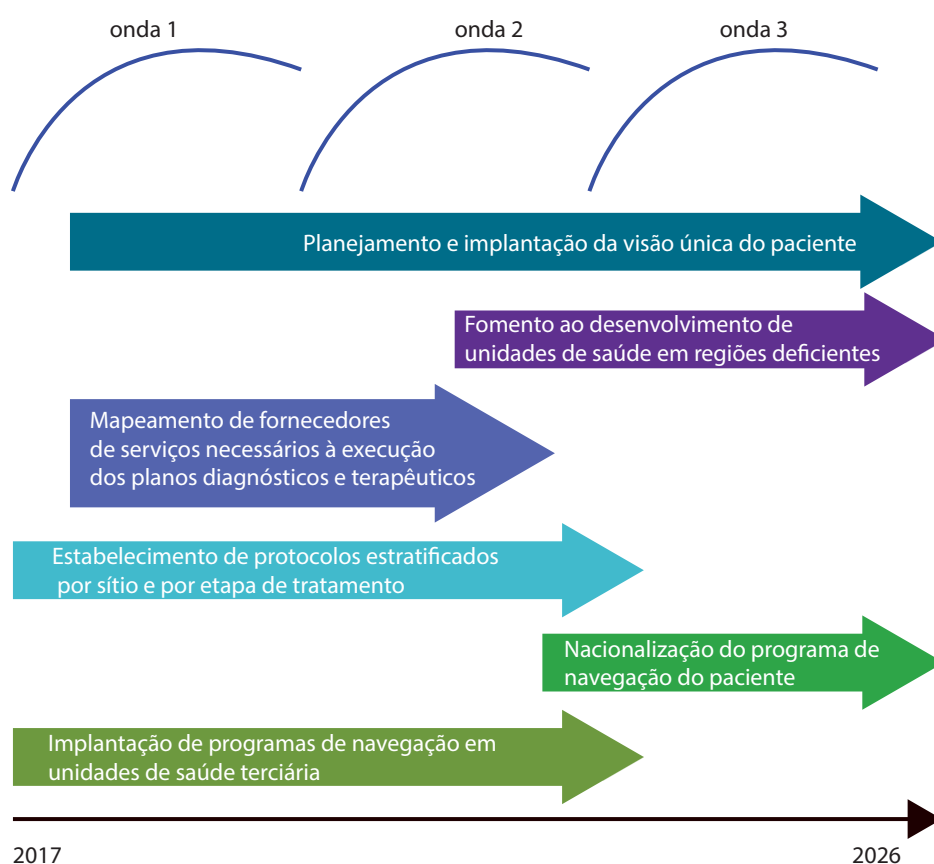 onda 1
onda 2
onda 3
Planejamento e implantação da visão única do paciente
Fomento ao desenvolvimento de
unidades de saúde em regiões deficientes
Mapeamento de fornecedores
de serviços necessários à execução
dos planos diagnósticos e terapêuticos
Estabelecimento de protocolos estratificados
por sítio e por etapa de tratamento
Nacionalização do programa de
navegação do paciente
Implantação de programas de navegação em
unidades de saúde terciária
2017
2026